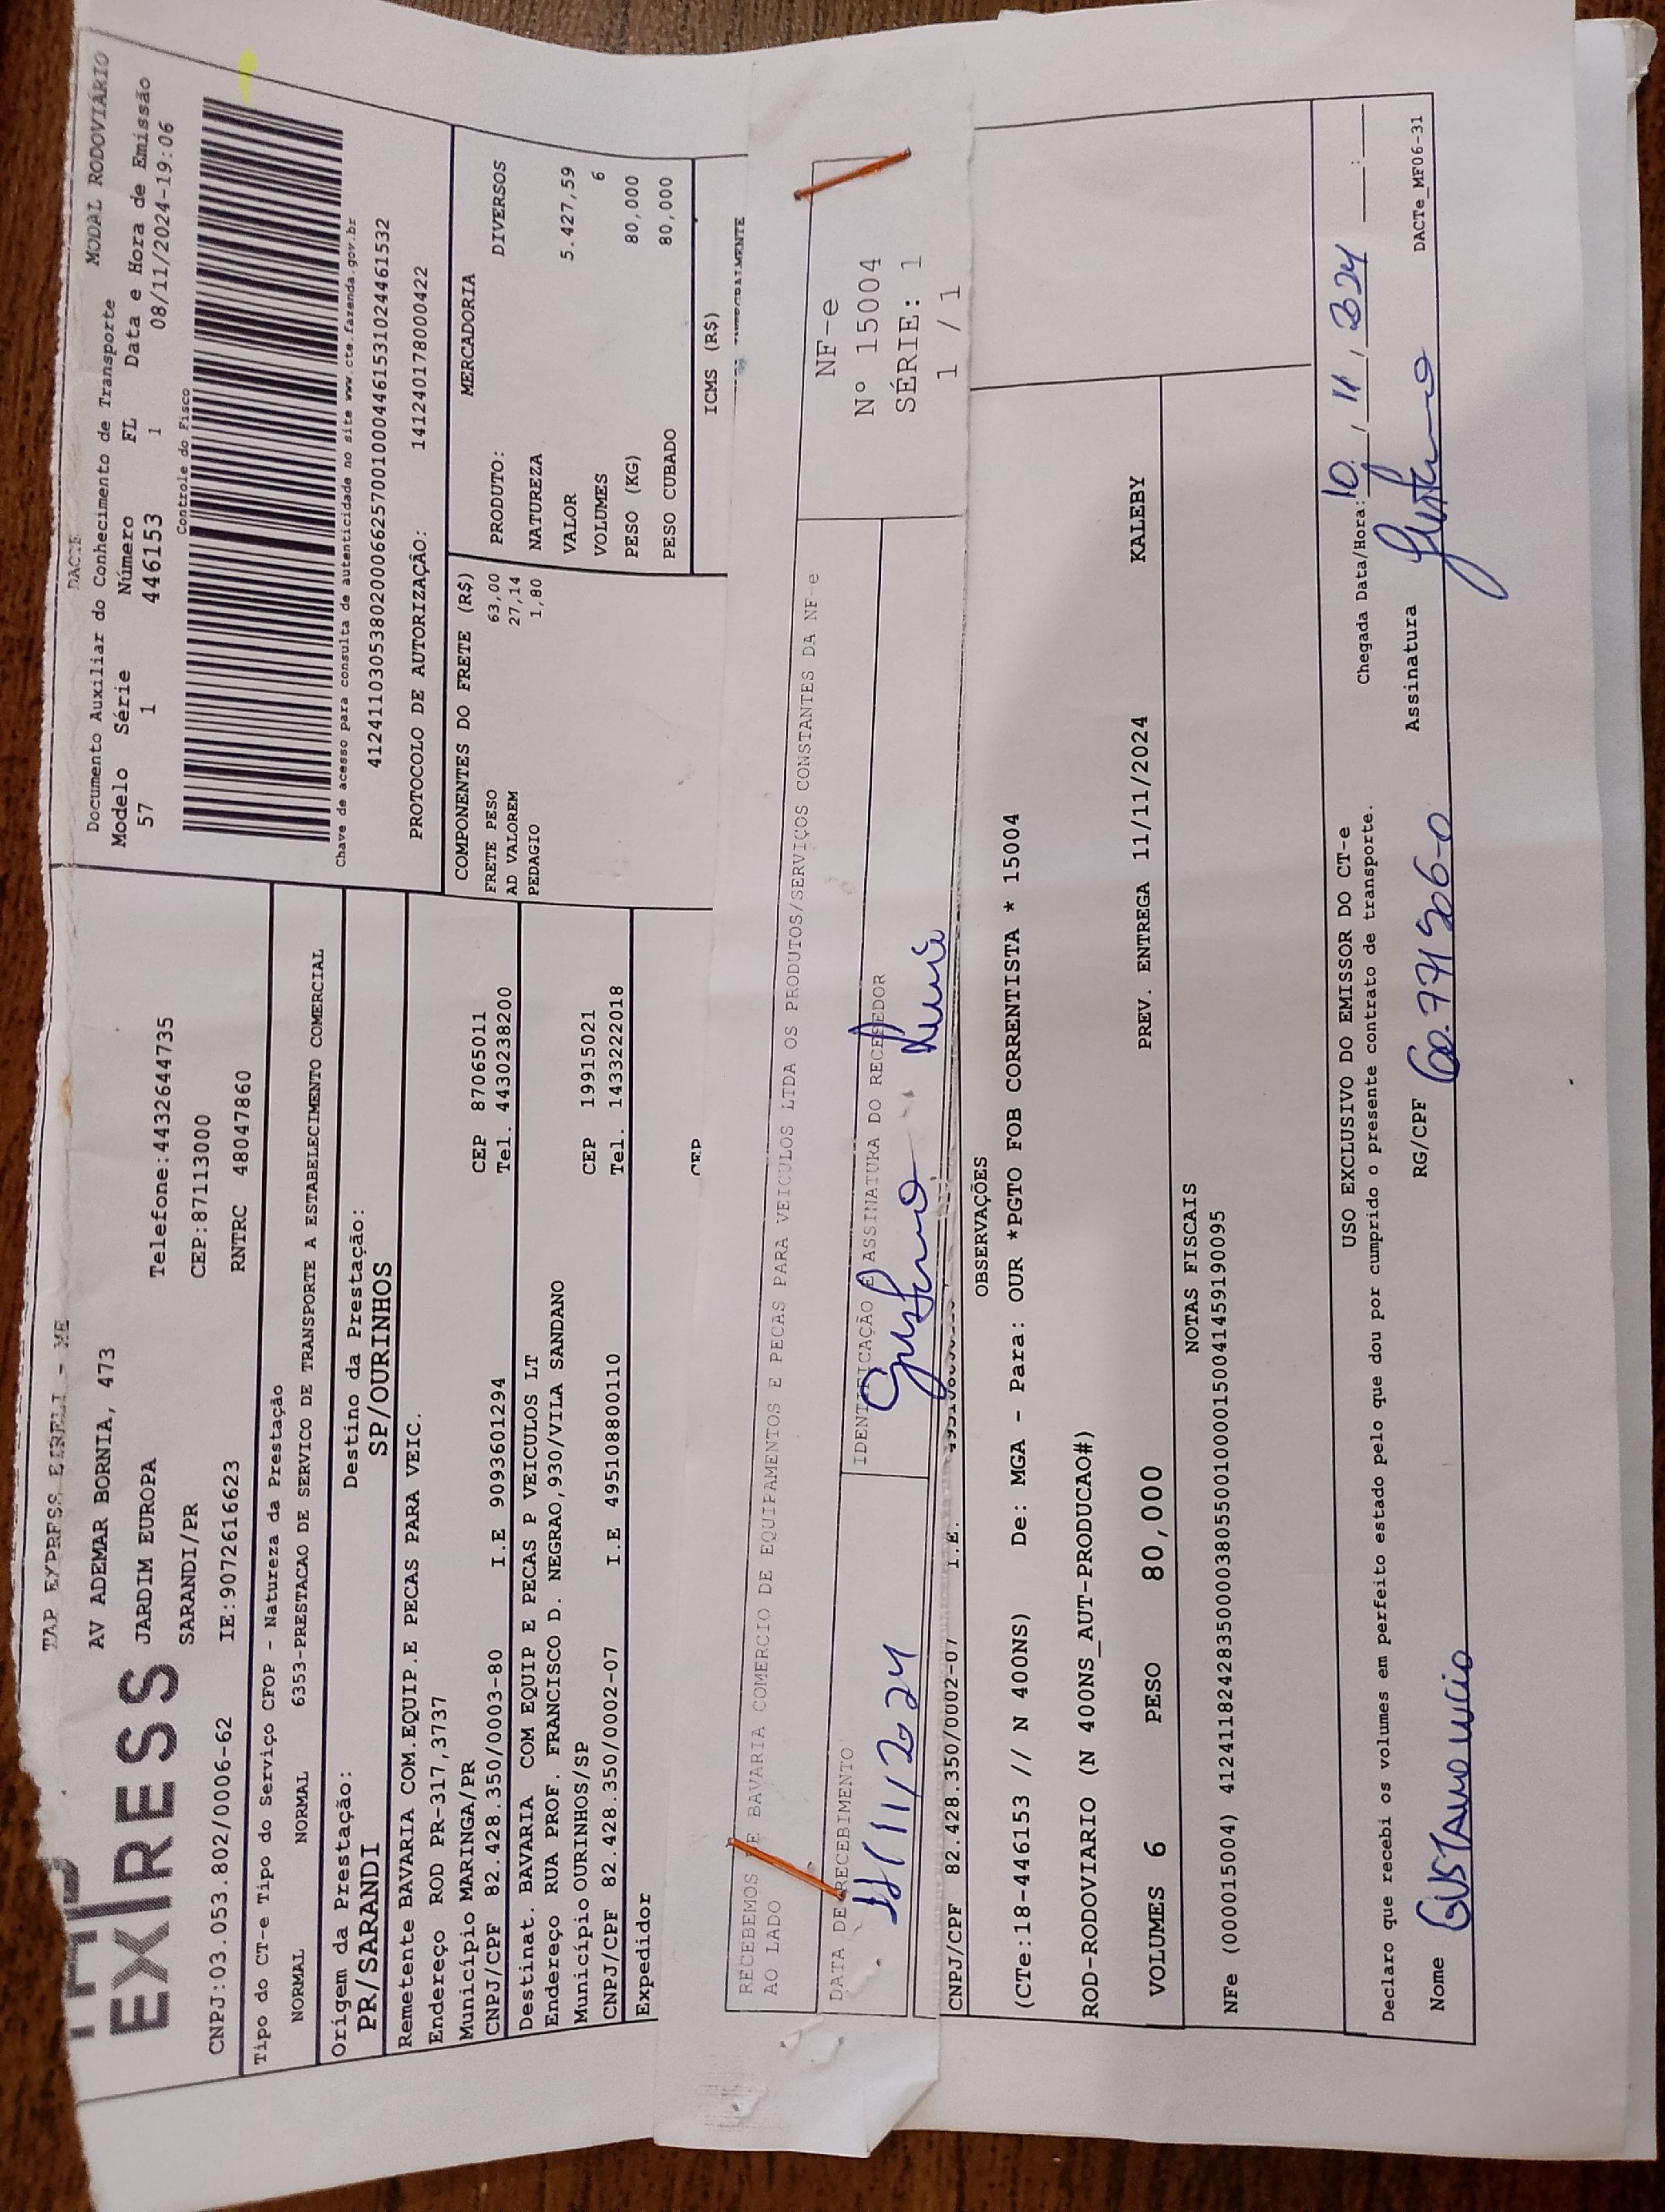 TAP EXPRESS EIRELI - ME
EXPRESS
AV ADEMAR BORNIA, 473
JARDIM EUROPA
Telefone:4432644735
SARANDI/PR
CEP:87113000
CNPJ:03.053.802/0006-62
IE:9072616623
RNTRC 48047860
DACTE
MODAL RODOVIÁRIO
Documento Auxiliar do Conhecimento de Transporte
Modelo Série Número FL Data e Hora de Emissão
57 1 446153 1 08/11/2024-19:06
Controle do Fisco
Chave de acesso para consulta de autenticidade no site www.cte.fazenda.gov.br
41241103053802000662570010004461531024461532
PROTOCOLO DE AUTORIZAÇÃO: 141240178000422
Tipo do CT-e Tipo do Serviço CFOP - Natureza da Prestação
NORMAL NORMAL 6353-PRESTACAO DE SERVICO DE TRANSPORTE A ESTABELECIMENTO COMERCIAL
Origem da Prestação: Destino da Prestação:
PR/SARANDI SP/OURINHOS
Remetente BAVARIA COM.EQUIP.E PECAS PARA VEIC.
Endereço ROD PR-317,3737
Município MARINGA/PR CEP 87065011
CNPJ/CPF 82.428.350/0003-80 I.E 9093601294 Tel. 4430238200
Destinat. BAVARIA COM EQUIP E PECAS P VEICULOS LT
Endereço RUA PROF. FRANCISCO D. NEGRAO,930/VILA SANDANO
Município OURINHOS/SP CEP 19915021
CNPJ/CPF 82.428.350/0002-07 I.E 495108800110 Tel. 1433222018
Expedidor
CEP
COMPONENTES DO FRETE (R$)
FRETE PESO 63,00
AD VALOREM 27,14
PEDAGIO 1,80
MERCADORIA
PRODUTO: DIVERSOS
NATUREZA
VALOR 5.427,59
VOLUMES 6
PESO (KG) 80,000
PESO CUBADO 80,000
ICMS (R$)
RECEBEMOS DE BAVARIA COMERCIO DE EQUIPAMENTOS E PECAS PARA VEICULOS LTDA OS PRODUTOS/SERVIÇOS CONSTANTES DA NF-e
AO LADO
DATA DE RECEBIMENTO
11/11/2024
IDENTIFICAÇÃO E ASSINATURA DO RECEBEDOR
Gustavo
NF-e
Nº 15004
SÉRIE: 1
1 / 1
CNPJ/CPF 82.428.350/0002-07 I.E.
OBSERVAÇÕES
(CTe:18-446153 // N 400NS) De: MGA - Para: OUR *PGTO FOB CORRENTISTA * 15004
ROD-RODOVIARIO (N 400NS_AUT-PRODUCAO#)
VOLUMES 6 PESO 80,000 PREV. ENTREGA 11/11/2024 KALEBY
NOTAS FISCAIS
NFe (000015004) 41241182428350000380550010000150041459190095
USO EXCLUSIVO DO EMISSOR DO CT-e
Declaro que recebi os volumes em perfeito estado pelo que dou por cumprido o presente contrato de transporte.
Chegada Data/Hora: 10 / 11 / 2024 ___:___
Nome Gustavo Lucio RG/CPF Assinatura Gustavo
DACTe_MF06-31